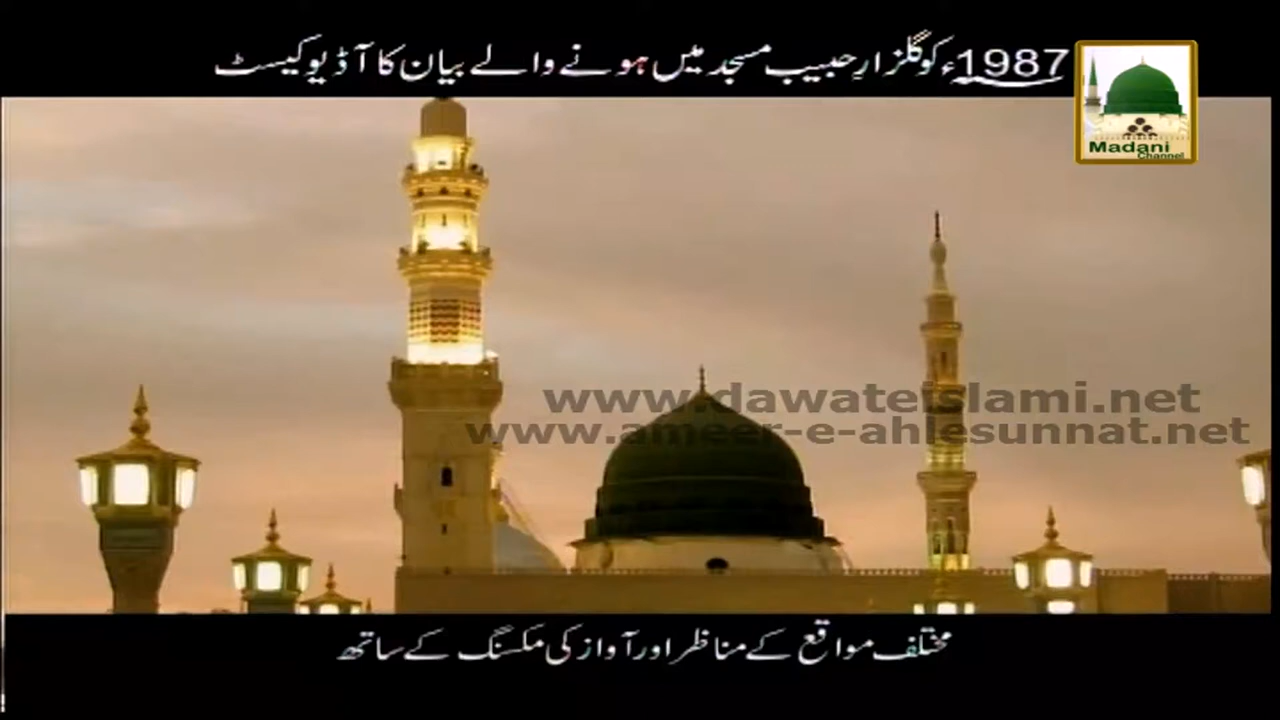 1987ء کو گلزارِ حبیب مسجد میں ہونے والے بیان کا آڈیو کیسٹ
Madani
Channel
www.dawateislami.net
www.ameer-e-ahlesunnat.net
مختلف مواقع کے مناظر اور آواز کی مکسنگ کے ساتھ